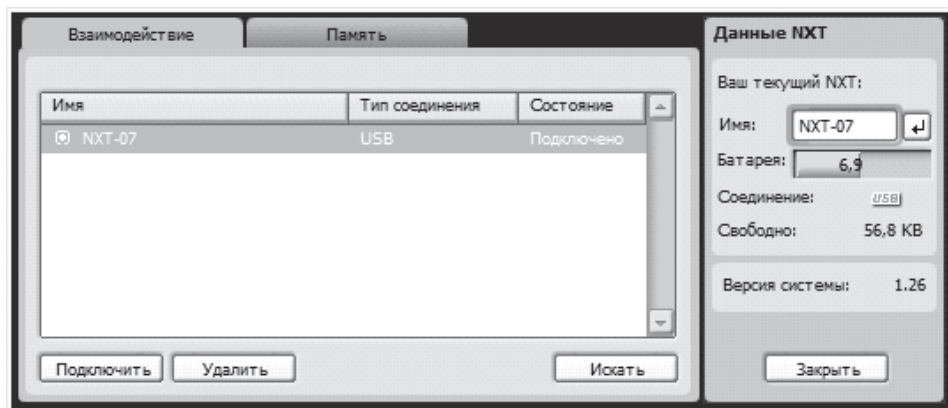 Взаимодействие
Память
Имя
Тип соединения
Состояние
NXT-07
USB
Подключено
Подключить
Удалить
Искать
Данные NXT
Ваш текущий NXT:
Имя: NXT-07
Батарея: 6,9
Соединение: USB
Свободно: 56,8 KB
Версия системы: 1.26
Закрыть